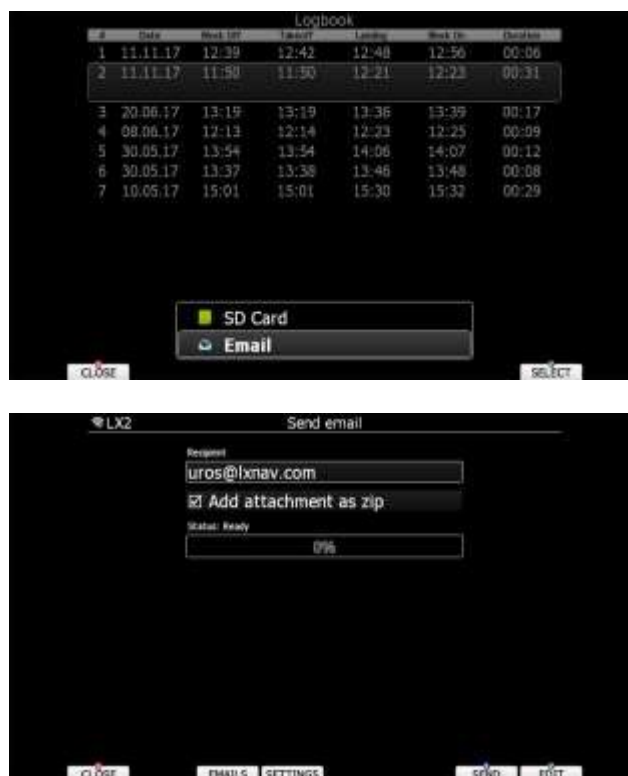 Logbook
# Date Block Off Takeoff Landing Block On Duration
1 11.11.17 12:39 12:42 12:48 12:56 00:06
2 11.11.17 11:50 11:50 12:21 12:23 00:31
3 20.06.17 13:19 13:19 13:36 13:39 00:17
4 08.06.17 12:13 12:14 12:23 12:25 00:09
5 30.05.17 13:54 13:54 14:06 14:07 00:12
6 30.05.17 13:37 13:38 13:46 13:48 00:08
7 10.05.17 15:01 15:01 15:30 15:32 00:29
SD Card
Email
CLOSE SELECT
LX2 Send email
Recipient
uros@lxnav.com
Add attachment as zip
Status: Ready
0%
CLOSE EMAILS SETTINGS SEND EDIT